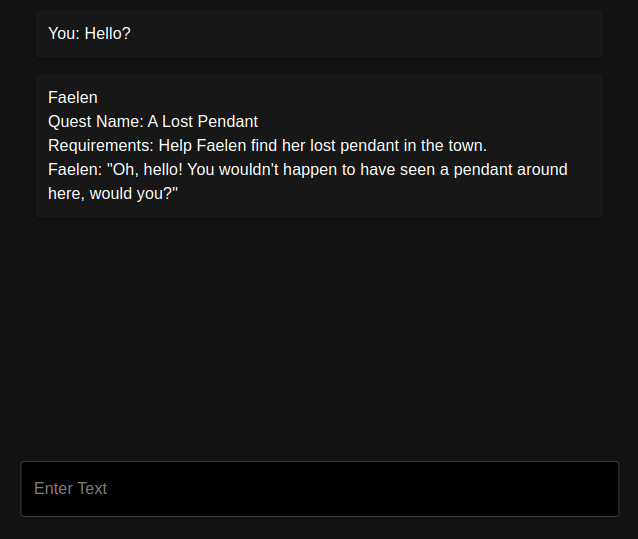 You: Hello?
Faelen
Quest Name: A Lost Pendant
Requirements: Help Faelen find her lost pendant in the town.
Faelen: "Oh, hello! You wouldn't happen to have seen a pendant around
here, would you?"
Enter Text